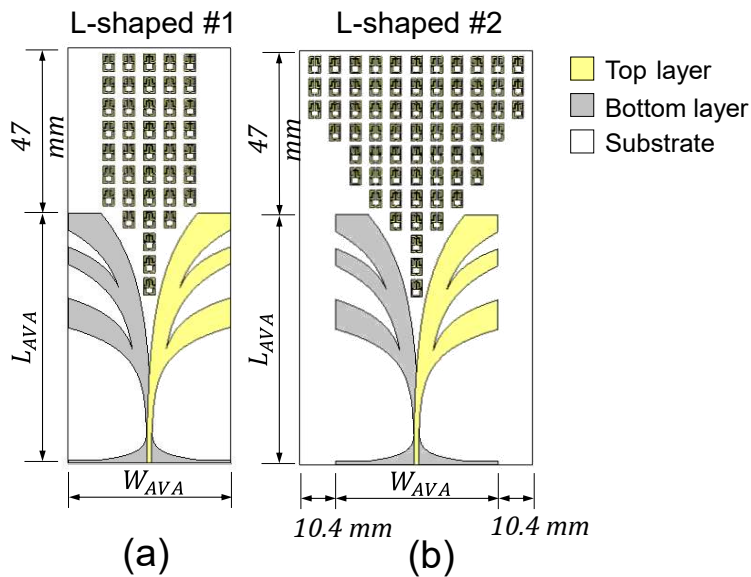 L-shaped #1
L-shaped #2
47
mm
47
mm
Top layer
Bottom layer
Substrate
L_AVA
L_AVA
W_AVA
W_AVA
10.4 mm
10.4 mm
(a)
(b)